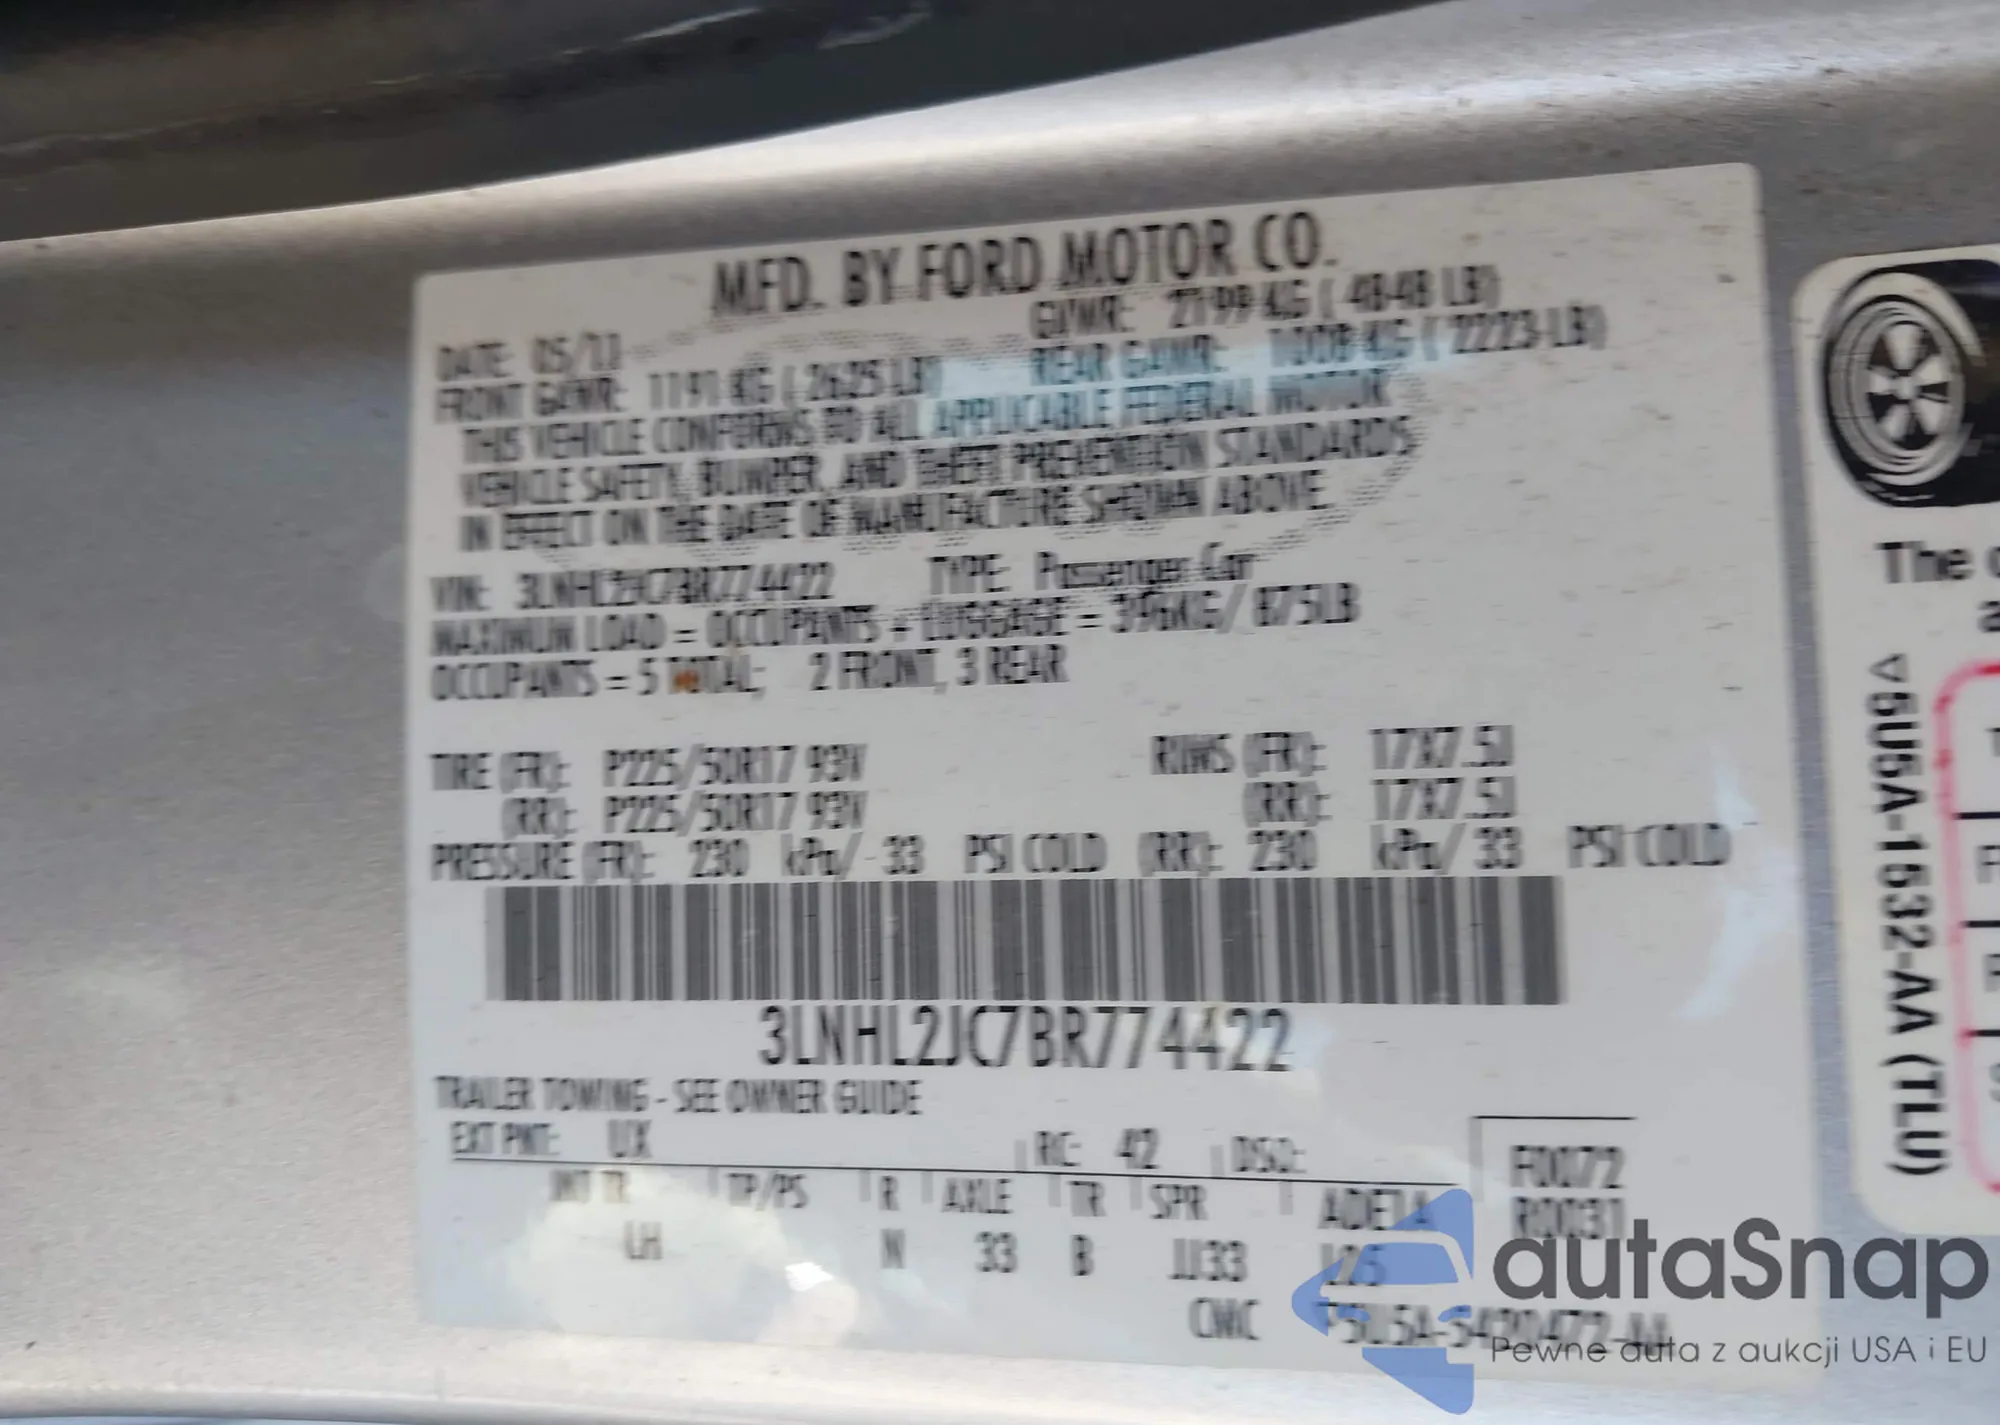 MFD. BY FORD MOTOR CO.
DATE: 05/11 GVWR: 2199 KG ( 4848 LB)
FRONT GAWR: 1191 KG ( 2625 LB) REAR GAWR: 1008 KG ( 2223 LB)
THIS VEHICLE CONFORMS TO ALL APPLICABLE FEDERAL MOTOR
VEHICLE SAFETY, BUMPER, AND THEFT PREVENTION STANDARDS
IN EFFECT ON THE DATE OF MANUFACTURE SHOWN ABOVE.
VIN: 3LNHL2JC7BR774422 TYPE: Passenger Car
MAXIMUM LOAD = OCCUPANTS + LUGGAGE = 396KG/ 875LB
OCCUPANTS = 5 TOTAL; 2 FRONT, 3 REAR
TIRE (FR): P225/50R17 93V RIMS (FR): 17X7.5J
(RR): P225/50R17 93V (RR): 17X7.5J
PRESSURE (FR): 230 kPa/ 33 PSI COLD (RR): 230 kPa/ 33 PSI COLD
3LNHL2JC7BR774422
TRAILER TOWING - SEE OWNER GUIDE
EXT PNT: UX RC: 42 DSO: F0072
INT TR TP/PS R AXLE TR SPR R0031
LH N 33 B JJ33
CMC
The
▽5U5A-1532-AA (TLU)
autaSnap
Pewne auta z aukcji USA i EU